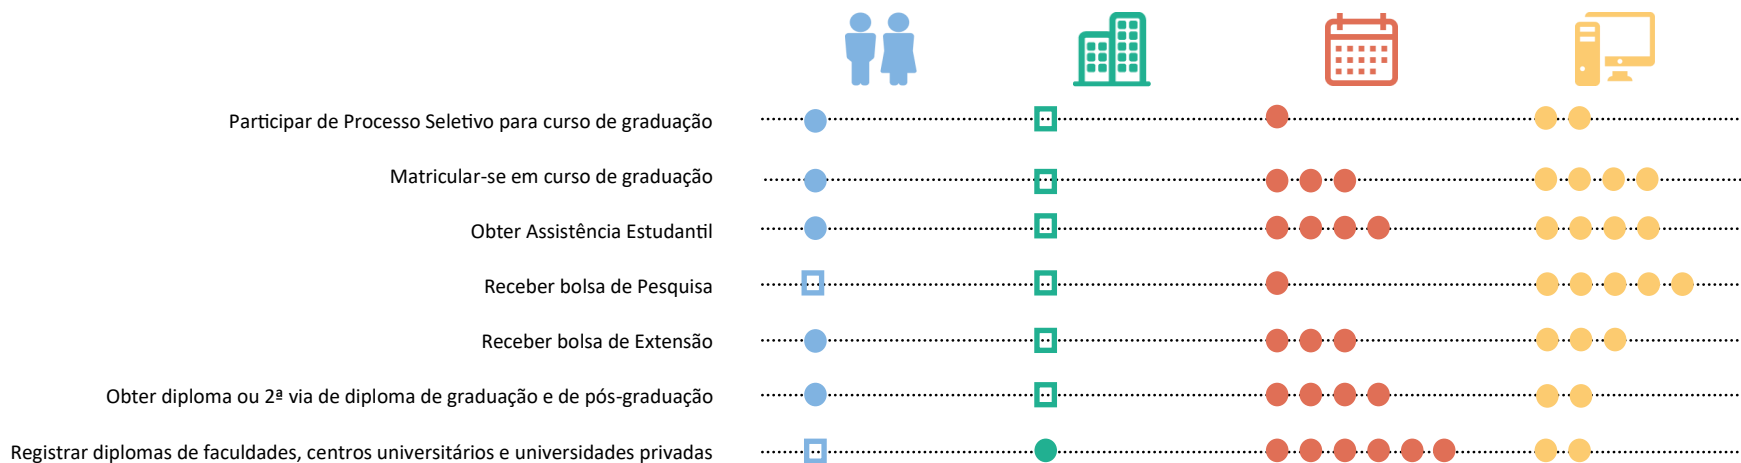 Participar de Processo Seletivo para curso de graduação
Matricular-se em curso de graduação
Obter Assistência Estudantil
Receber bolsa de Pesquisa
Receber bolsa de Extensão
Obter diploma ou 2ª via de diploma de graduação e de pós-graduação
Registrar diplomas de faculdades, centros universitários e universidades privadas